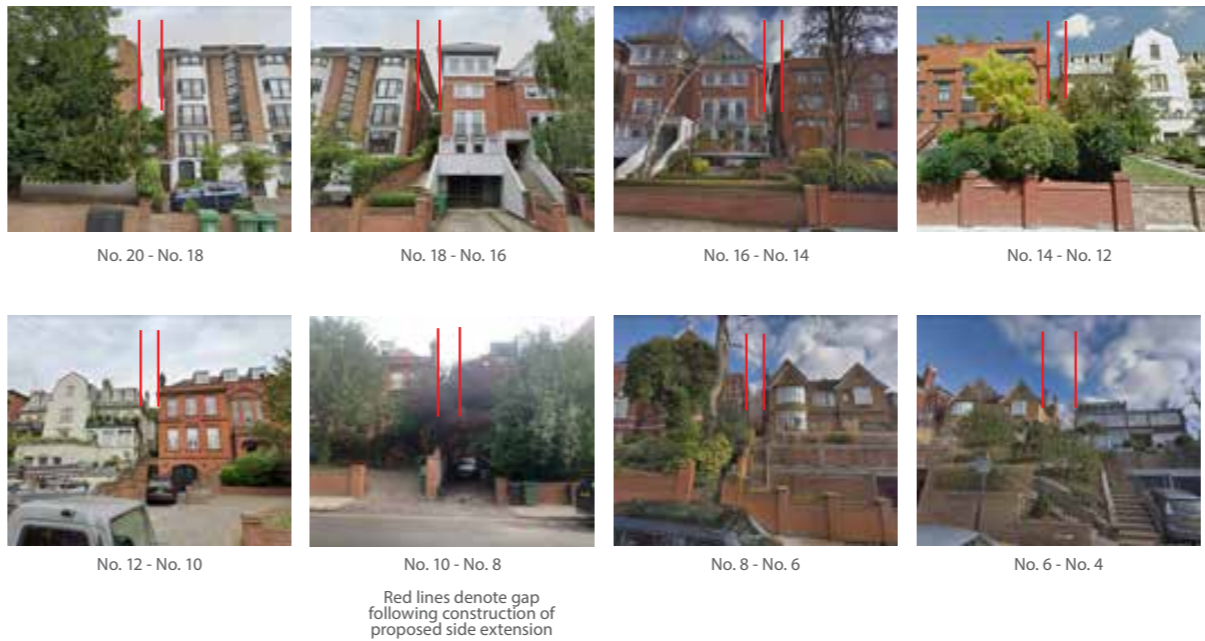 No. 20 - No. 18
No. 18 - No. 16
No. 16 - No. 14
No. 14 - No. 12
No. 12 - No. 10
No. 10 - No. 8
No. 8 - No. 6
No. 6 - No. 4
Red lines denote gap
following construction of
proposed side extension